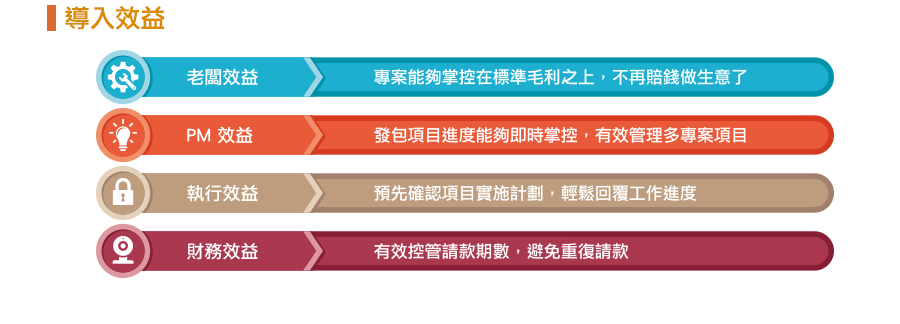 導入效益
老闆效益
專案能夠掌控在標準毛利之上，不再賠錢做生意了
PM 效益
發包項目進度能夠即時掌控，有效管理多專案項目
執行效益
預先確認項目實施計劃，輕鬆回覆工作進度
財務效益
有效控管請款期數，避免重復請款